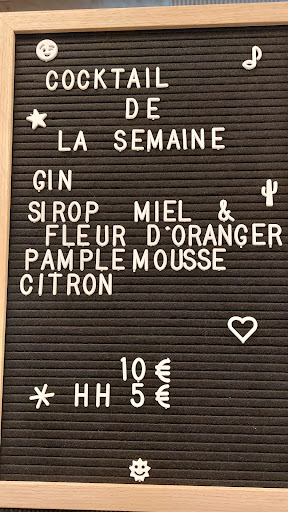 COCKTAIL
DE
LA SEMAINE
GIN
SIROP MIEL &
FLEUR D'ORANGER
PAMPLEMOUSSE
CITRON
10 €
* HH 5 €